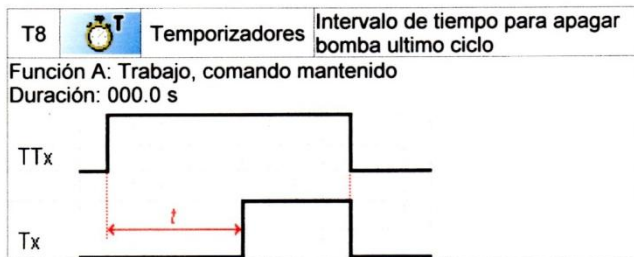 T8
T
Temporizadores
Intervalo de tiempo para apagar
bomba ultimo ciclo
Función A: Trabajo, comando mantenido
Duración: 000.0 s
TTx
t
Tx